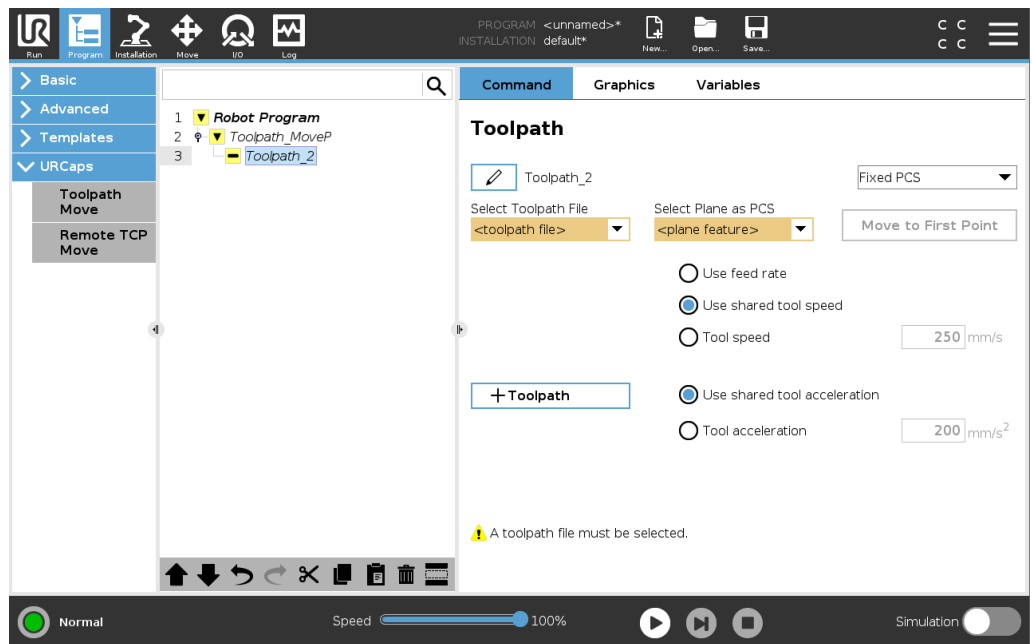 PROGRAM <unnamed>*
INSTALLATION default*
UR
Run Program Installation Move I/O Log New... Open... Save...
C C
C C
Basic
Advanced
Templates
URCaps
Toolpath
Move
Remote TCP
Move
1 Robot Program
2 Toolpath_MoveP
3 Toolpath_2
Command Graphics Variables
Toolpath
Toolpath_2 Fixed PCS
Select Toolpath File Select Plane as PCS
<toolpath file> <plane feature> Move to First Point
Use feed rate
Use shared tool speed
Tool speed 250 mm/s
+Toolpath Use shared tool acceleration
Tool acceleration 200 mm/s²
A toolpath file must be selected.
Normal Speed 100% Simulation